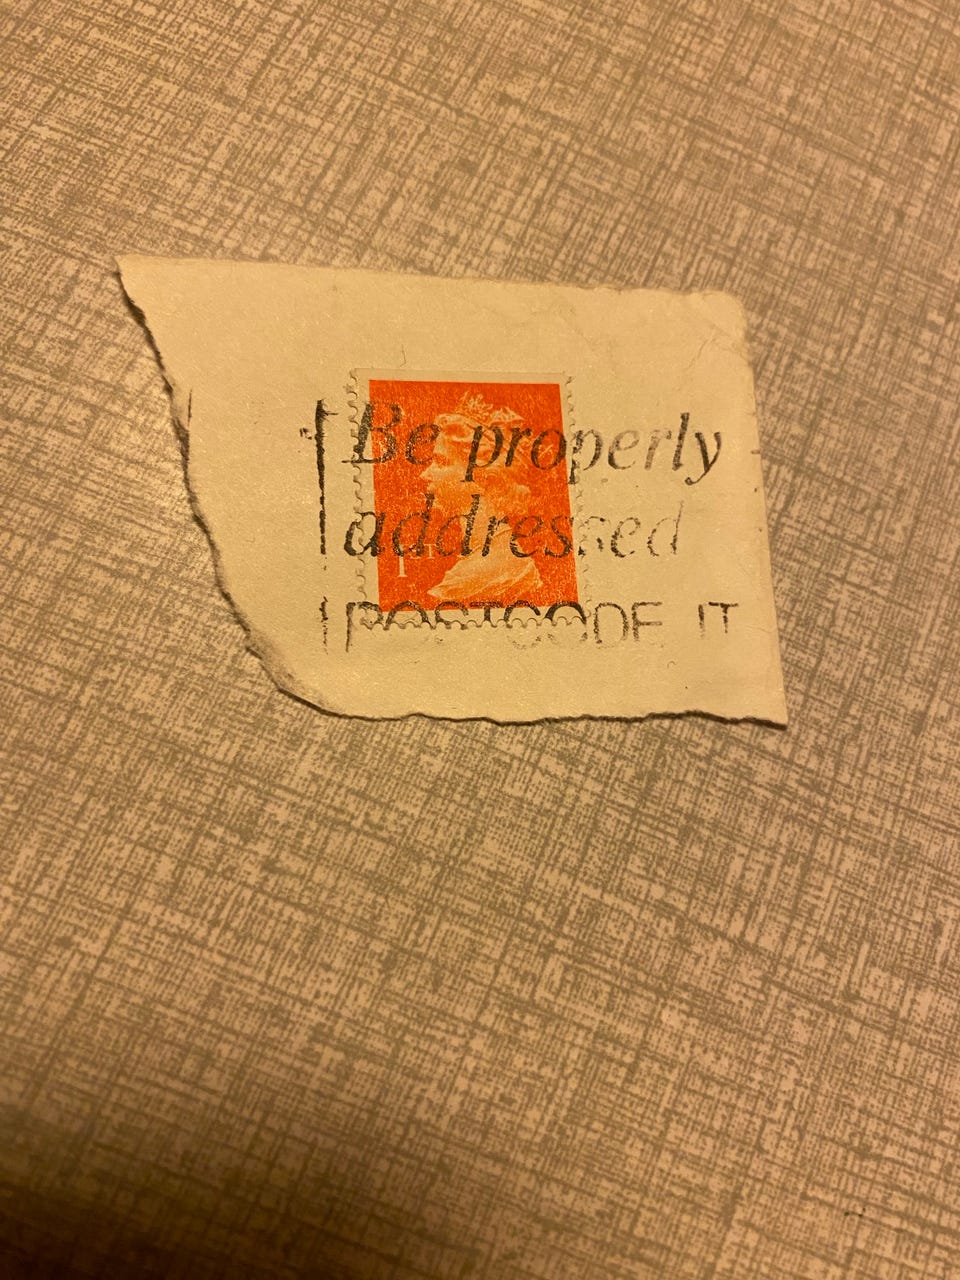 Be properly
addressed
POSTCODE IT